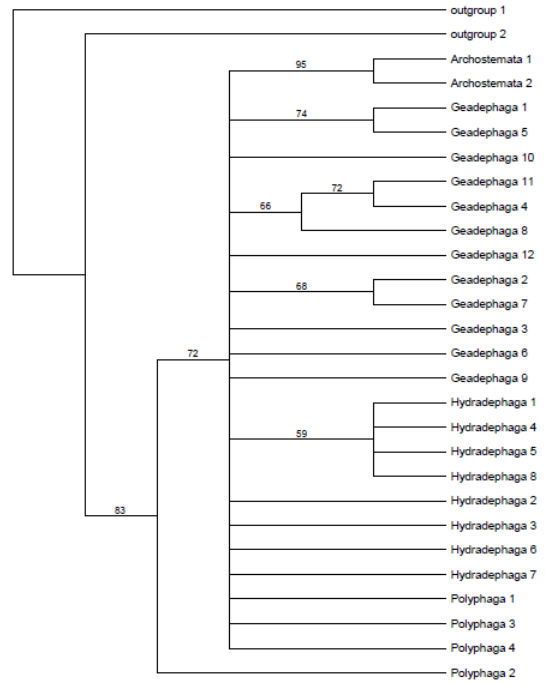 outgroup 1
outgroup 2
Archostemata 1
95
Archostemata 2
Geadephaga 1
74
Geadephaga 5
Geadephaga 10
Geadephaga 11
72
Geadephaga 4
66
Geadephaga 8
Geadephaga 12
Geadephaga 2
68
Geadephaga 7
Geadephaga 3
72
Geadephaga 6
Geadephaga 9
Hydradephaga 1
Hydradephaga 4
59
Hydradephaga 5
Hydradephaga 8
Hydradephaga 2
83
Hydradephaga 3
Hydradephaga 6
Hydradephaga 7
Polyphaga 1
Polyphaga 3
Polyphaga 4
Polyphaga 2